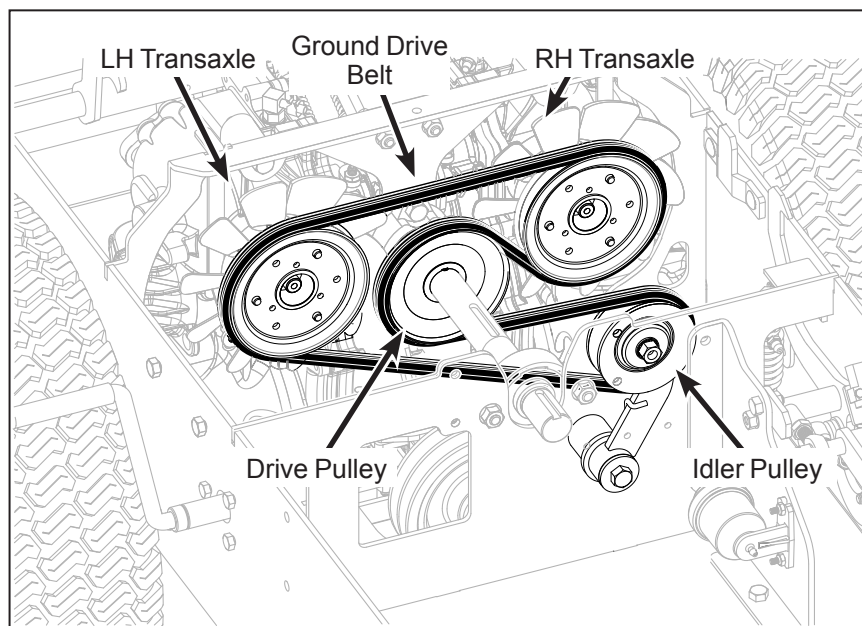 LH Transaxle
Ground Drive
Belt
RH Transaxle
Drive Pulley
Idler Pulley